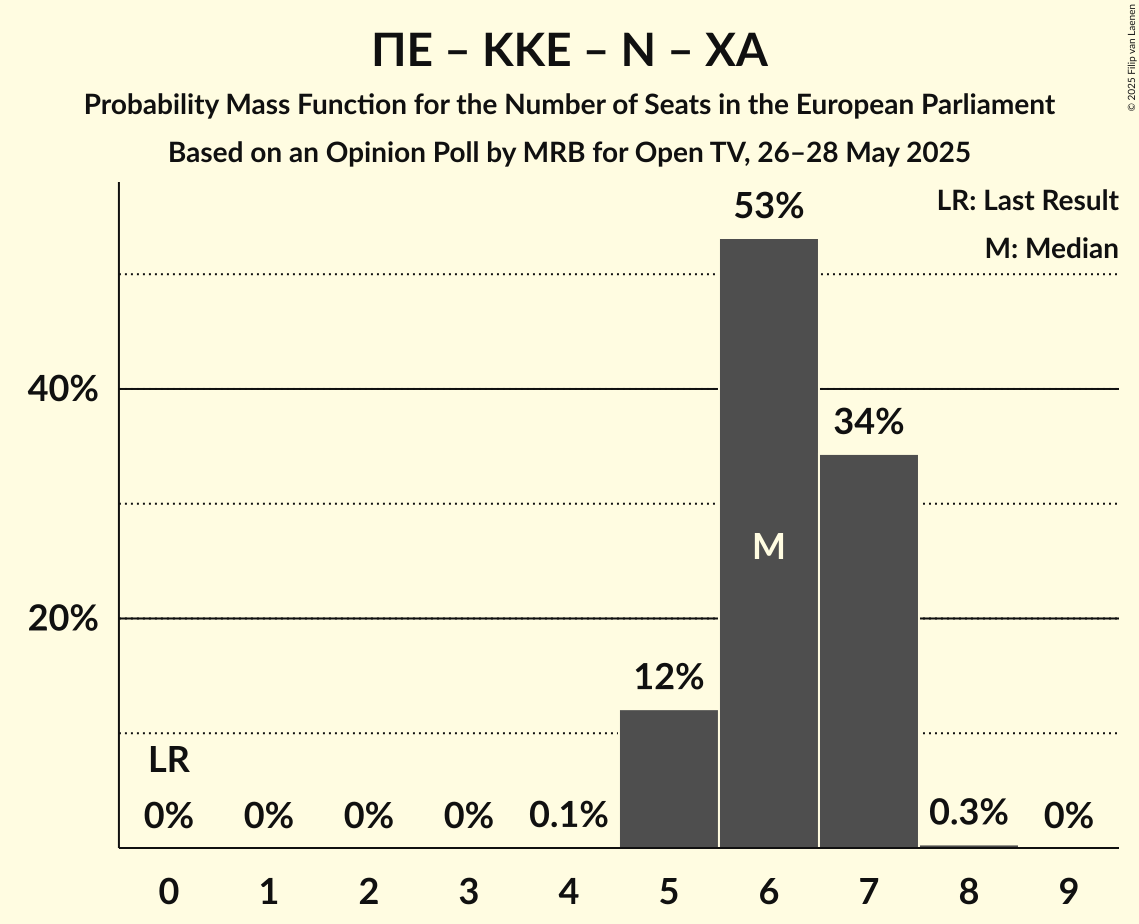 ΠΕ – ΚΚΕ – Ν – ΧΑ
Probability Mass Function for the Number of Seats in the European Parliament
Based on an Opinion Poll by MRB for Open TV, 26–28 May 2025
© 2025 Filip van Laenen
LR: Last Result
M: Median
53%
40%
34%
M
20%
12%
LR
0% 0% 0% 0% 0.1% 0.3% 0%
0 1 2 3 4 5 6 7 8 9